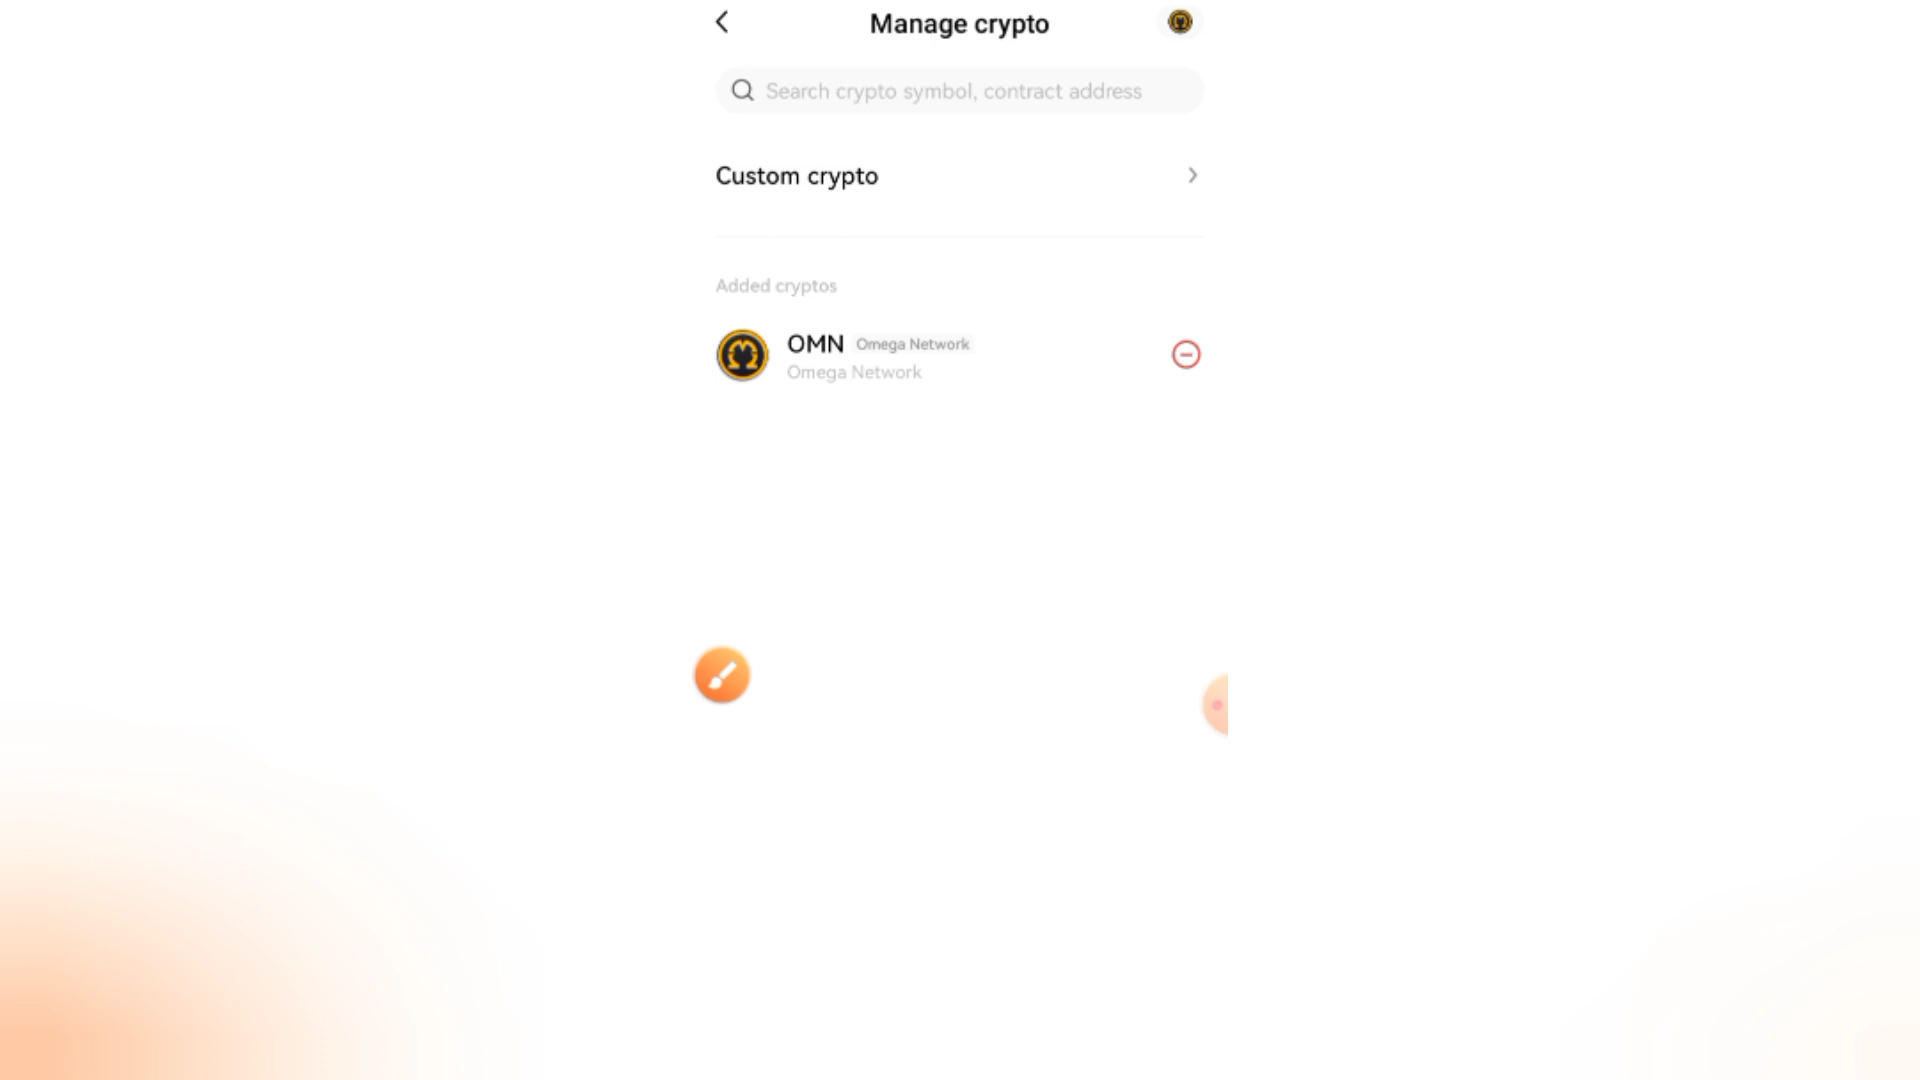 Manage crypto
Search crypto symbol, contract address
Custom crypto
Added cryptos
OMN Omega Network
Omega Network